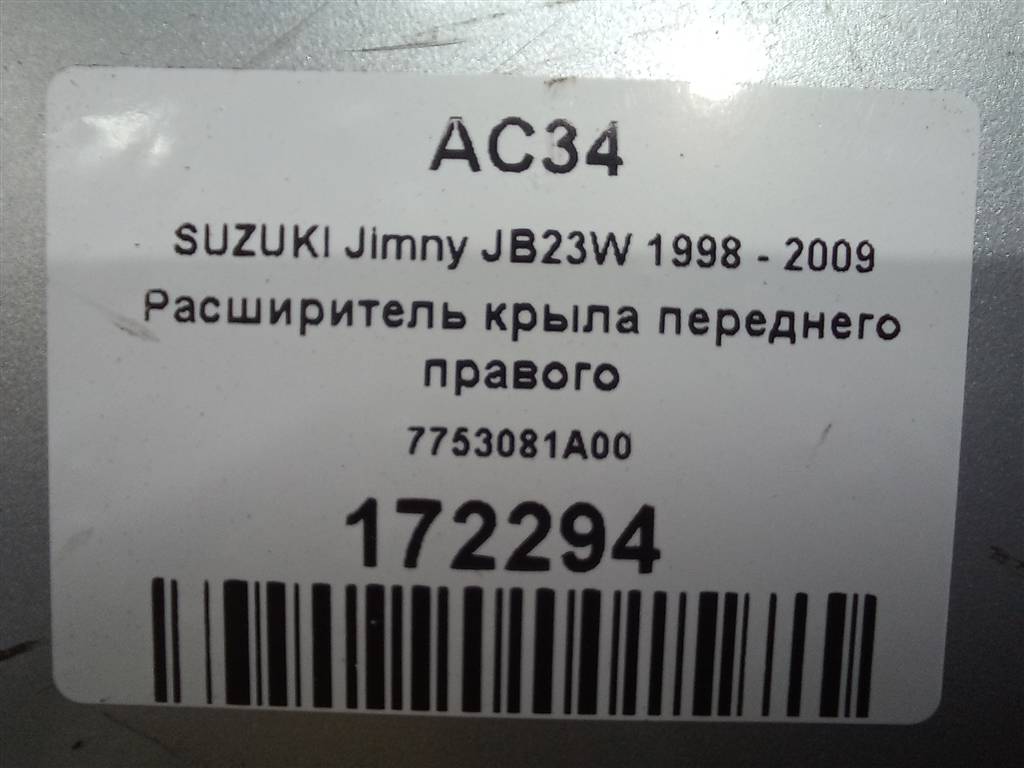 AC34
SUZUKI Jimny JB23W 1998 - 2009
Расширитель крыла переднего
правого
7753081A00
172294